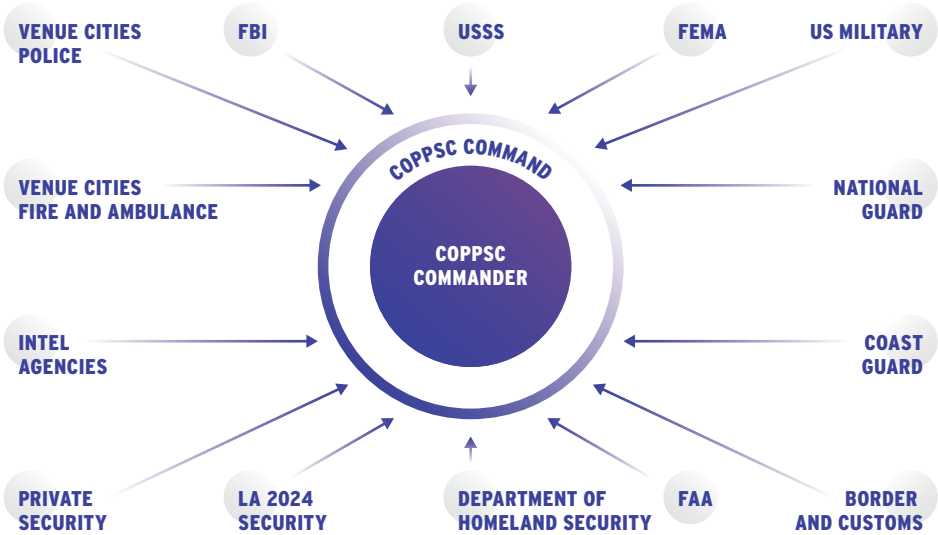 VENUE CITIES
POLICE
FBI
USSS
FEMA
US MILITARY
COPPSC COMMAND
VENUE CITIES
FIRE AND AMBULANCE
NATIONAL
GUARD
COPPSC
COMMANDER
INTEL
AGENCIES
COAST
GUARD
PRIVATE
SECURITY
LA 2024
SECURITY
DEPARTMENT OF
HOMELAND SECURITY
FAA
BORDER
AND CUSTOMS